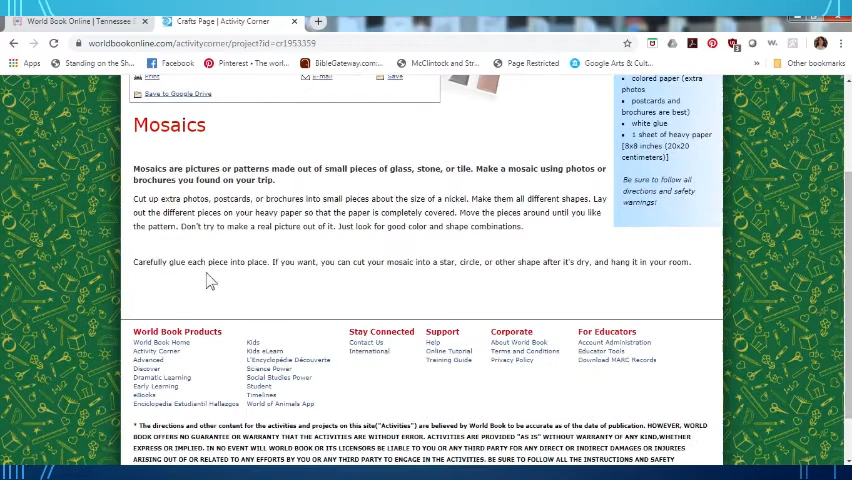 World Book Online | Tennessee E
Crafts Page | Activity Corner
worldbookonline.com/activitycorner/project?id=cr1953359
Apps
Standing on the Sh...
Facebook
Pinterest • The worl...
BibleGateway.com:...
McClintock and Str...
Page Restricted
Google Arts & Cult...
»
Other bookmarks
Print
E-mail
Save
Save to Google Drive
• colored paper (extra
photos
• postcards and
brochures are best)
• white glue
• 1 sheet of heavy paper
[8x8 inches (20x20
centimeters)]
Be sure to follow all
directions and safety
warnings!
Mosaics
Mosaics are pictures or patterns made out of small pieces of glass, stone, or tile. Make a mosaic using photos or
brochures you found on your trip.
Cut up extra photos, postcards, or brochures into small pieces about the size of a nickel. Make them all different shapes. Lay
out the different pieces on your heavy paper so that the paper is completely covered. Move the pieces around until you like
the pattern. Don't try to make a real picture out of it. Just look for good color and shape combinations.
Carefully glue each piece into place. If you want, you can cut your mosaic into a star, circle, or other shape after it's dry, and hang it in your room.
World Book Products
World Book Home
Activity Corner
Advanced
Discover
Dramatic Learning
Early Learning
eBooks
Enciclopedia Estudiantil Hallazgos
Kids
Kids eLearn
L'Encyclopédie Découverte
Science Power
Social Studies Power
Student
Timelines
World of Animals App
Stay Connected
Contact Us
International
Support
Help
Online Tutorial
Training Guide
Corporate
About World Book
Terms and Conditions
Privacy Policy
For Educators
Account Administration
Educator Tools
Download MARC Records
* The directions and other content for the activities and projects on this site("Activities") are believed by World Book to be accurate as of the date of publication. HOWEVER, WORLD
BOOK OFFERS NO GUARANTEE OR WARRANTY THAT THE ACTIVITIES ARE WITHOUT ERROR. ACTIVITIES ARE PROVIDED "AS IS" WITHOUT WARRANTY OF ANY KIND,WHETHER
EXPRESS OR IMPLIED. IN NO EVENT WILL WORLD BOOK OR ITS LICENSORS BE LIABLE TO YOU OR ANY THIRD PARTY FOR ANY DIRECT OR INDIRECT DAMAGES OR INJURIES
ARISING OUT OF OR RELATED TO ANY EFFORTS BY YOU OR ANY THIRD PARTY TO ENGAGE IN THE ACTIVITIES. BE SURE TO FOLLOW ALL THE INSTRUCTIONS AND SAFETY